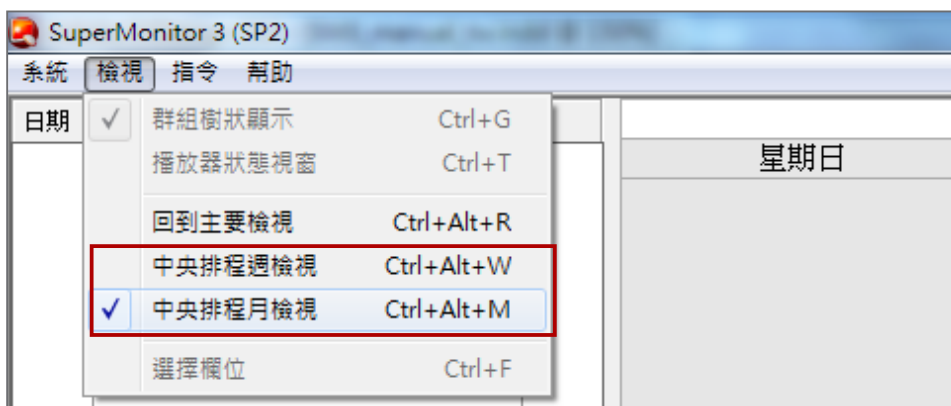 SuperMonitor 3 (SP2)
系統 檢視 指令 幫助
日期
群組樹狀顯示 Ctrl+G
播放器狀態視窗 Ctrl+T
回到主要檢視 Ctrl+Alt+R
中央排程週檢視 Ctrl+Alt+W
中央排程月檢視 Ctrl+Alt+M
選擇欄位 Ctrl+F
星期日